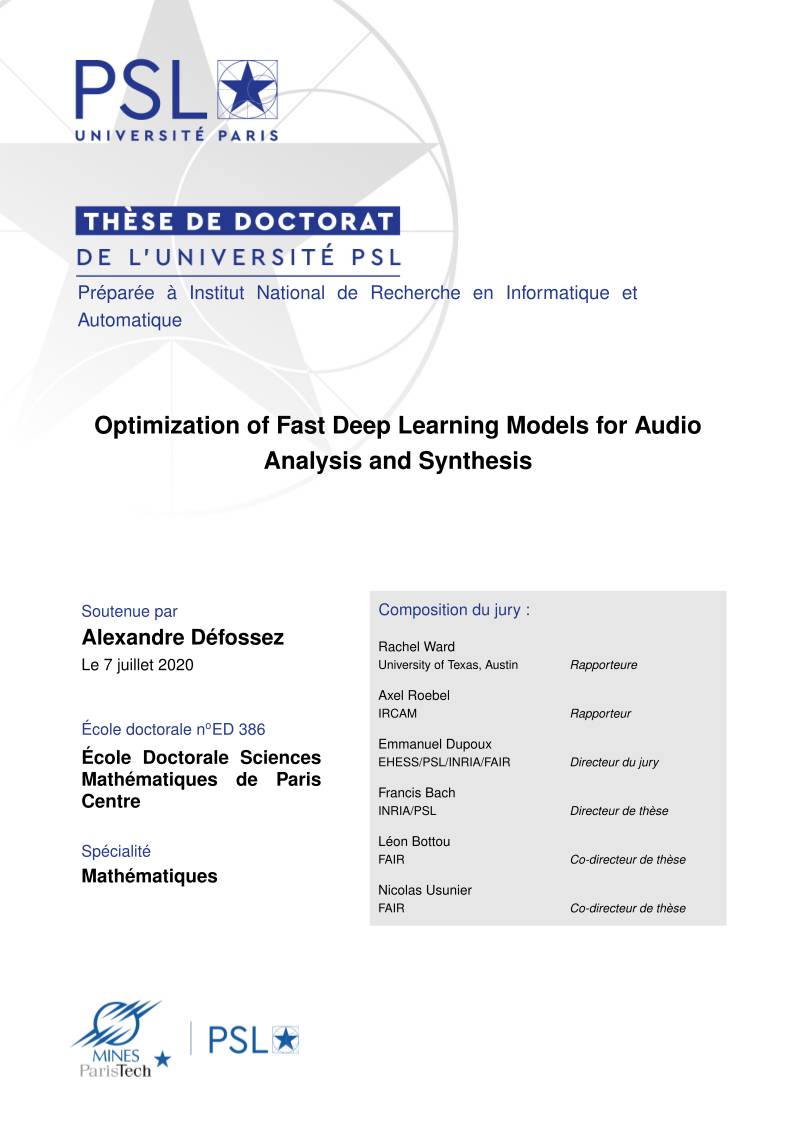 PSL
UNIVERSITÉ PARIS
THÈSE DE DOCTORAT
DE L'UNIVERSITÉ PSL
Préparée à Institut National de Recherche en Informatique et
Automatique
Optimization of Fast Deep Learning Models for Audio
Analysis and Synthesis
Soutenue par
Alexandre Défossez
Le 7 juillet 2020
École doctorale nºED 386
École Doctorale Sciences
Mathématiques de Paris
Centre
Spécialité
Mathématiques
Composition du jury :
Rachel Ward
University of Texas, Austin Rapporteure
Axel Roebel
IRCAM Rapporteur
Emmanuel Dupoux
EHESS/PSL/INRIA/FAIR Directeur du jury
Francis Bach
INRIA/PSL Directeur de thèse
Léon Bottou
FAIR Co-directeur de thèse
Nicolas Usunier
FAIR Co-directeur de thèse
MINES
ParisTech
PSL